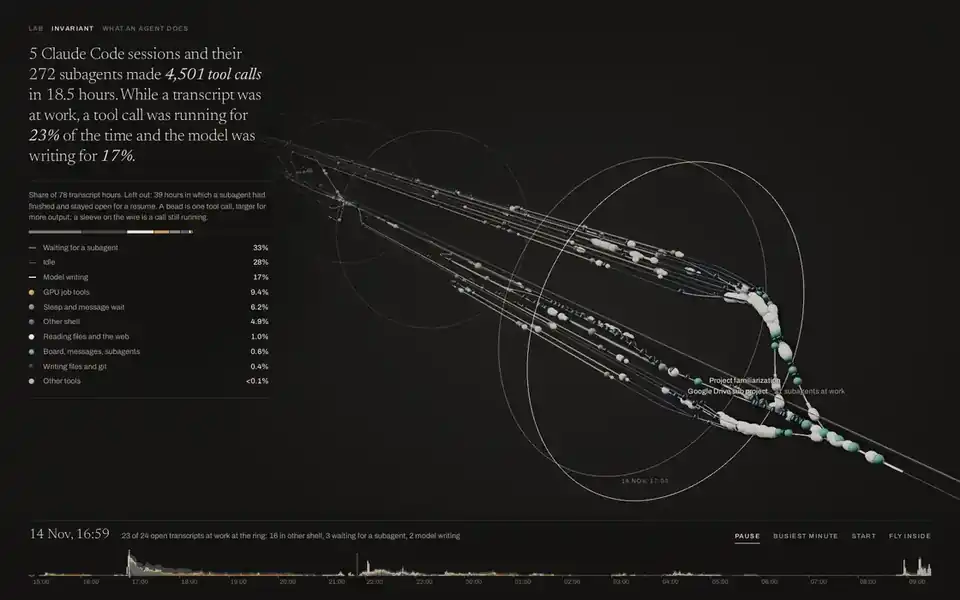 LAB INVARIANT WHAT AN AGENT DOES
5 Claude Code sessions and their
272 subagents made 4,501 tool calls
in 18.5 hours. While a transcript was
at work, a tool call was running for
23% of the time and the model was
writing for 17%.
Share of 78 transcript hours. Left out: 39 hours in which a subagent had
finished and stayed open for a resume. A bead is one tool call, larger for
more output; a sleeve on the wire is a call still running.
Waiting for a subagent 33%
Idle 28%
Model writing 17%
GPU job tools 9.4%
Sleep and message wait 6.2%
Other shell 4.9%
Reading files and the web 1.0%
Board, messages, subagents 0.6%
Writing files and git 0.4%
Other tools <0.1%
Project familiarization
Google Drive sub project
subagents at work
14 Nov, 16:59
23 of 24 open transcripts at work at the ring: 16 in other shell, 3 waiting for a subagent, 2 model writing
PAUSE BUSIEST MINUTE START FLY INSIDE
15:00 16:00 17:00 18:00 19:00 20:00 21:00 22:00 23:00 00:00 01:00 02:00 03:00 04:00 05:00 06:00 07:00 08:00 09:00